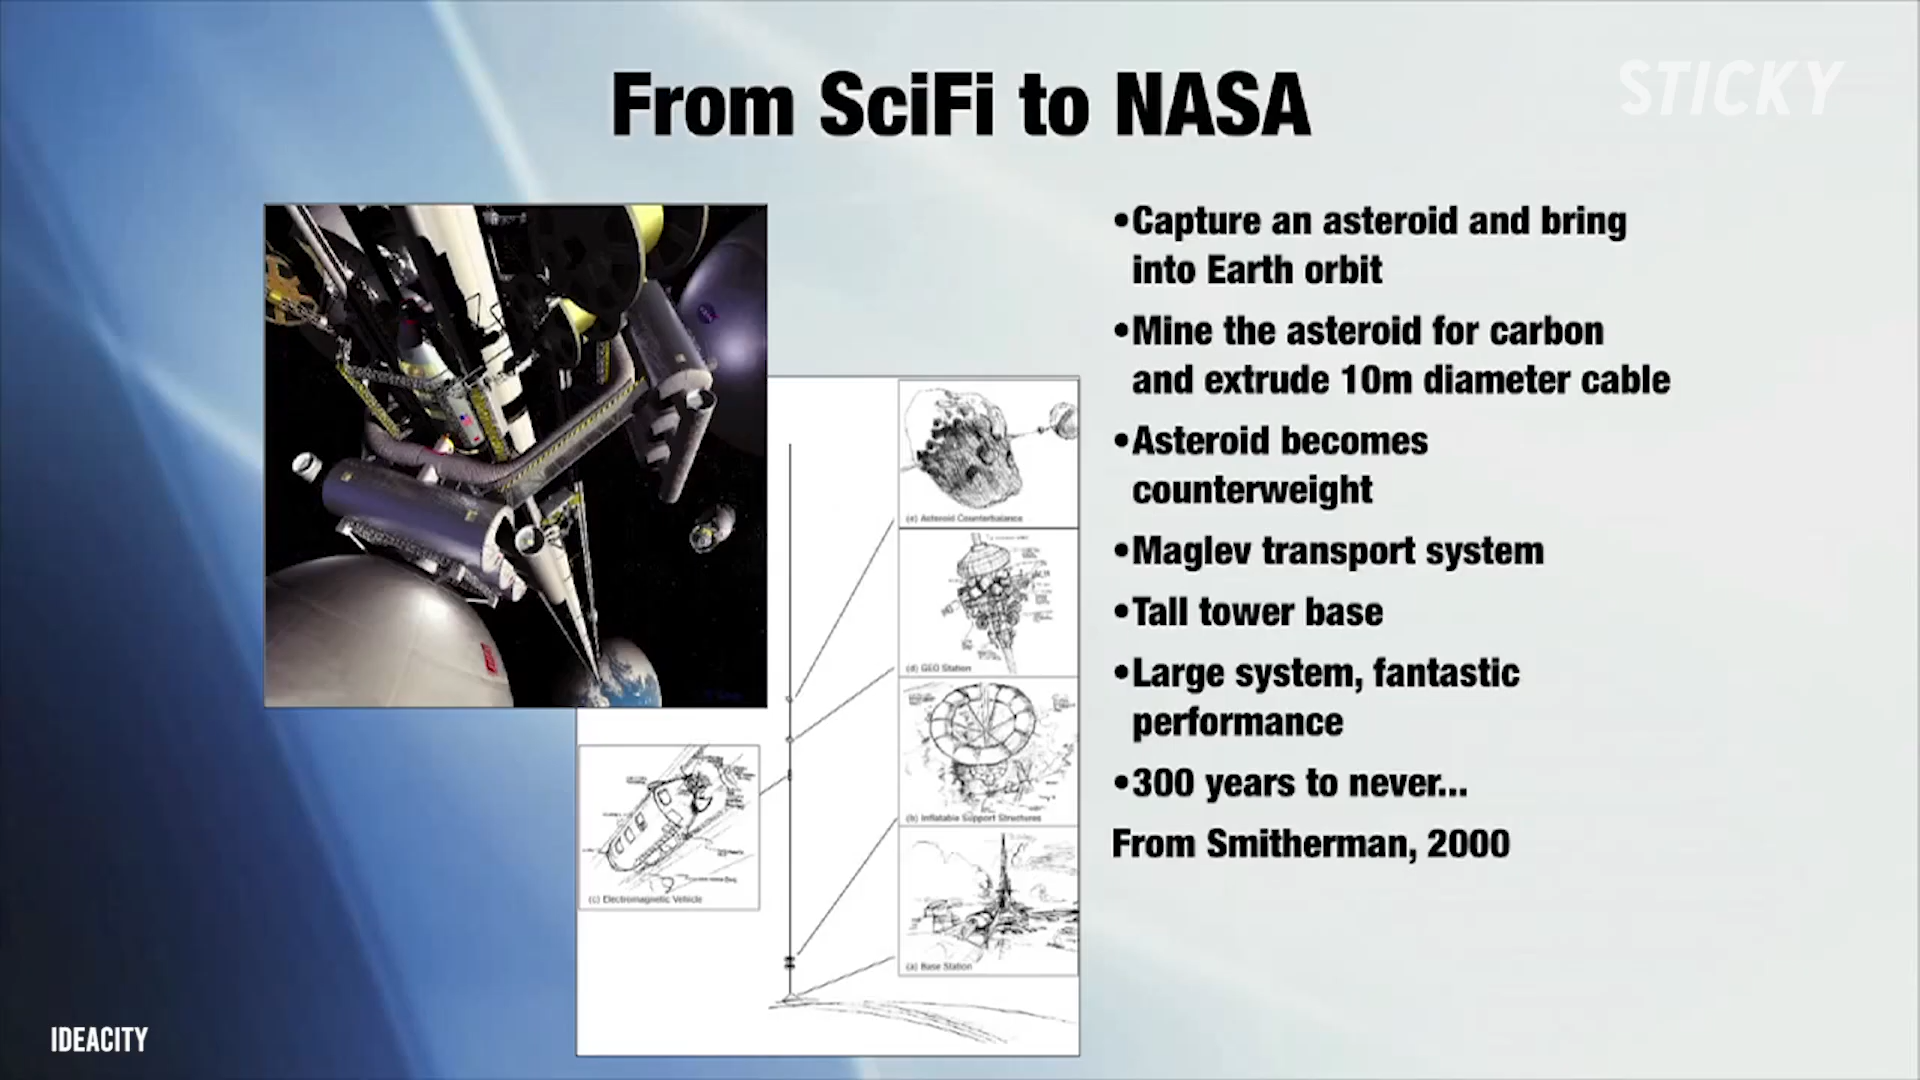 STICKY
From SciFi to NASA
•Capture an asteroid and bring
into Earth orbit
•Mine the asteroid for carbon
and extrude 10m diameter cable
•Asteroid becomes
counterweight
•Maglev transport system
•Tall tower base
•Large system, fantastic
performance
•300 years to never...
From Smitherman, 2000
(e) Asteroid Counterbalance
(d) GEO Station
(b) Inflatable Support Structures
(c) Electromagnetic Vehicle
(a) Base Station
IDEACITY